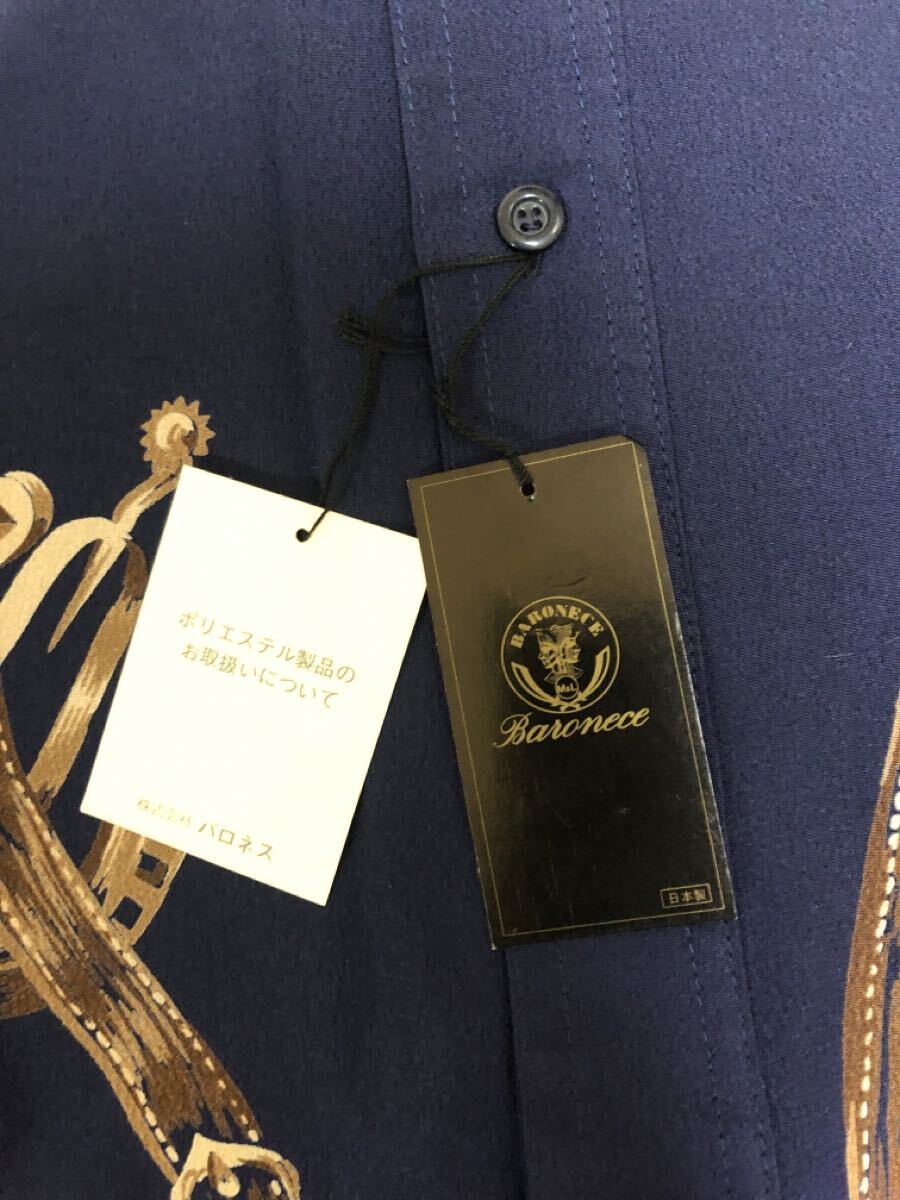 ポリエステル製品の
お取扱いについて
株式会社 バロネス
BARONECE
M&L
Baronece
日本製